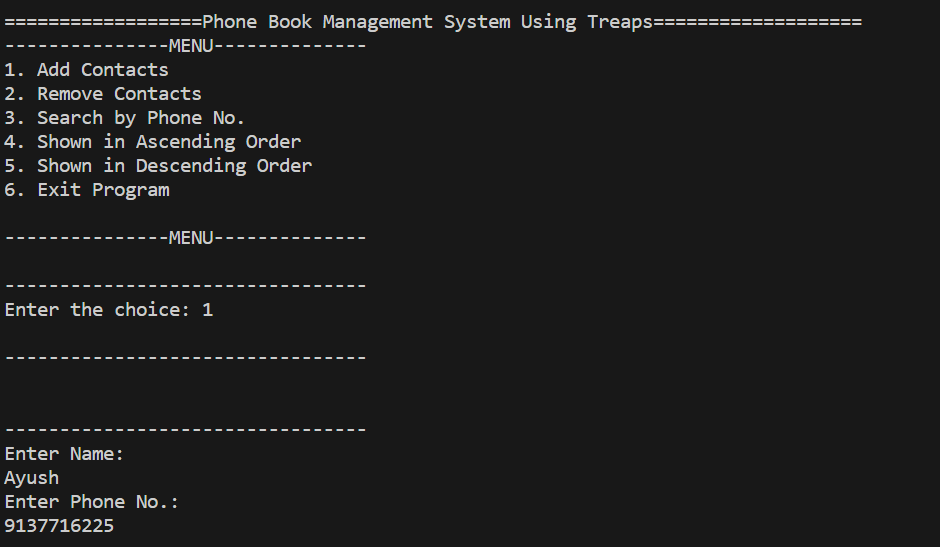 ==================Phone Book Management System Using Treaps===================
---------------MENU--------------
1. Add Contacts
2. Remove Contacts
3. Search by Phone No.
4. Shown in Ascending Order
5. Shown in Descending Order
6. Exit Program
---------------MENU--------------
---------------------------------
Enter the choice: 1
---------------------------------
---------------------------------
Enter Name:
Ayush
Enter Phone No.:
9137716225